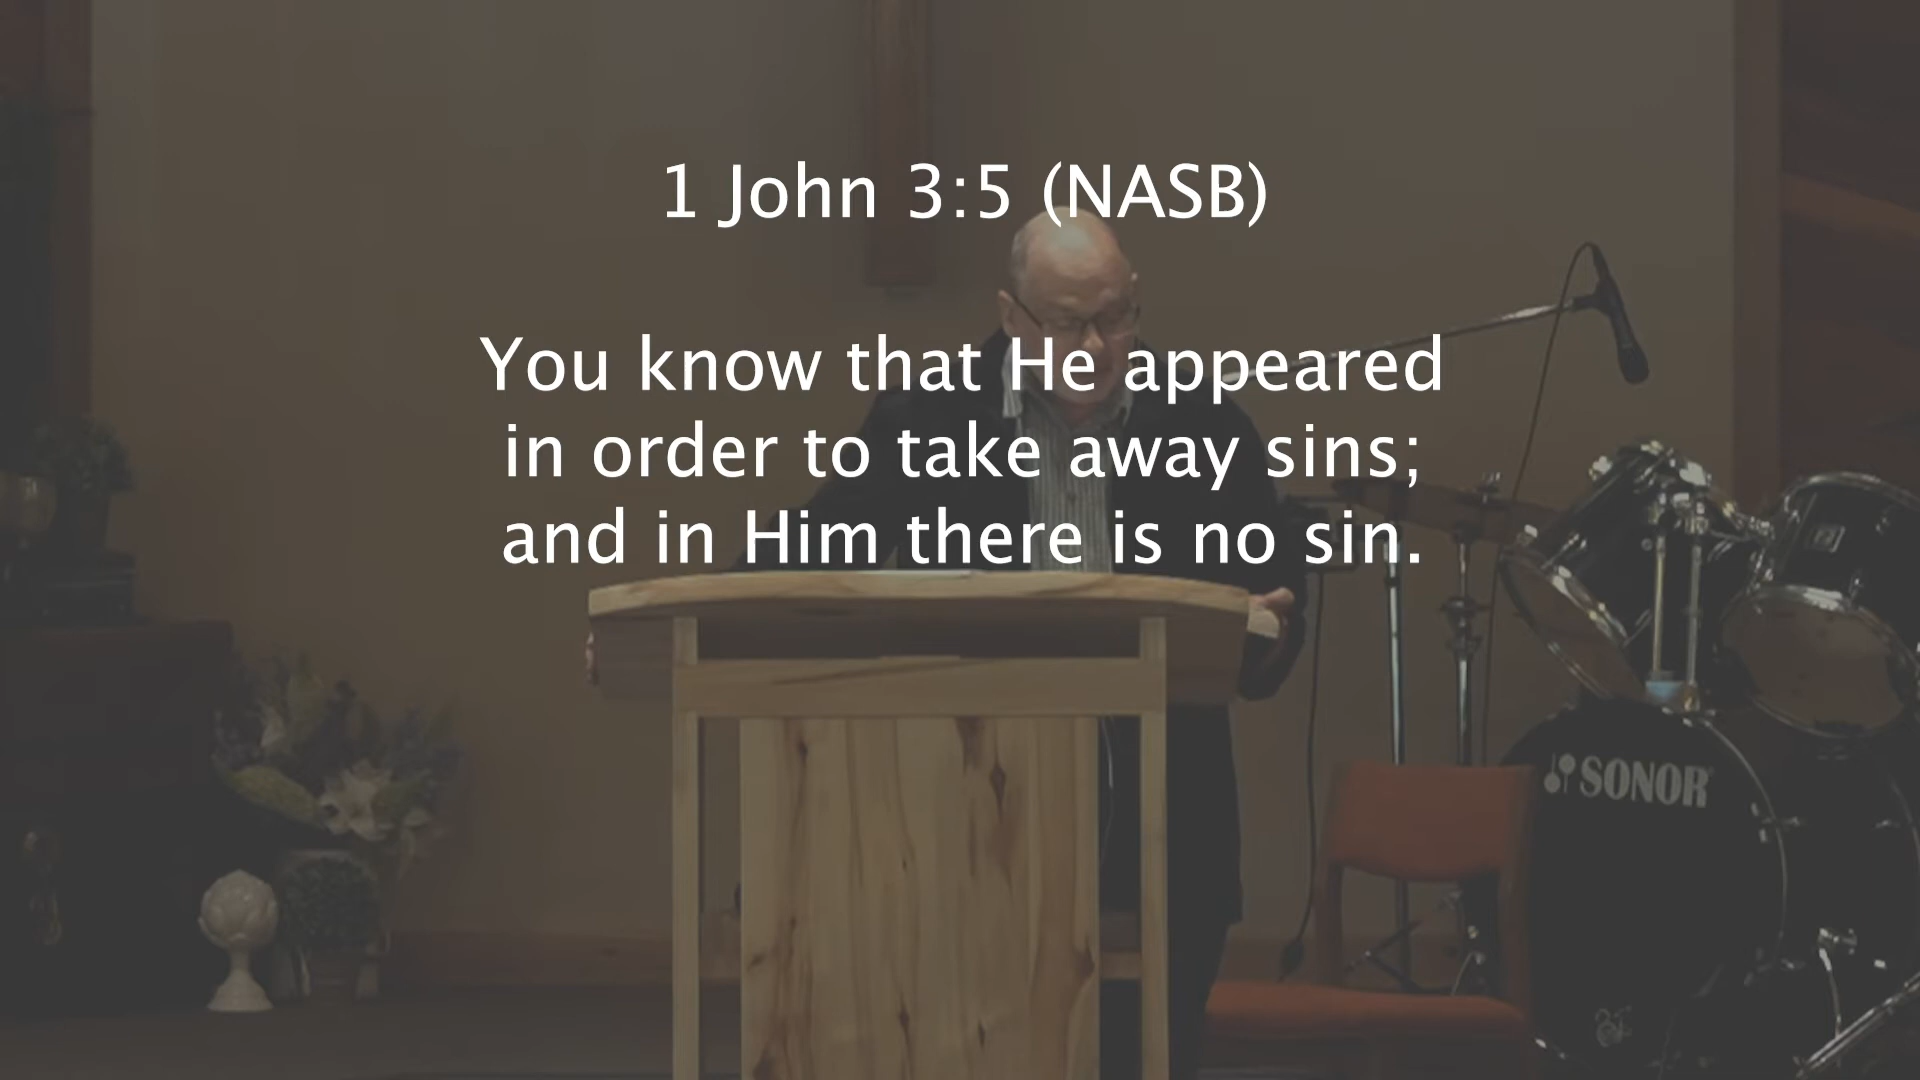 1 John 3:5 (NASB)
You know that He appeared
in order to take away sins;
and in Him there is no sin.
SONOR